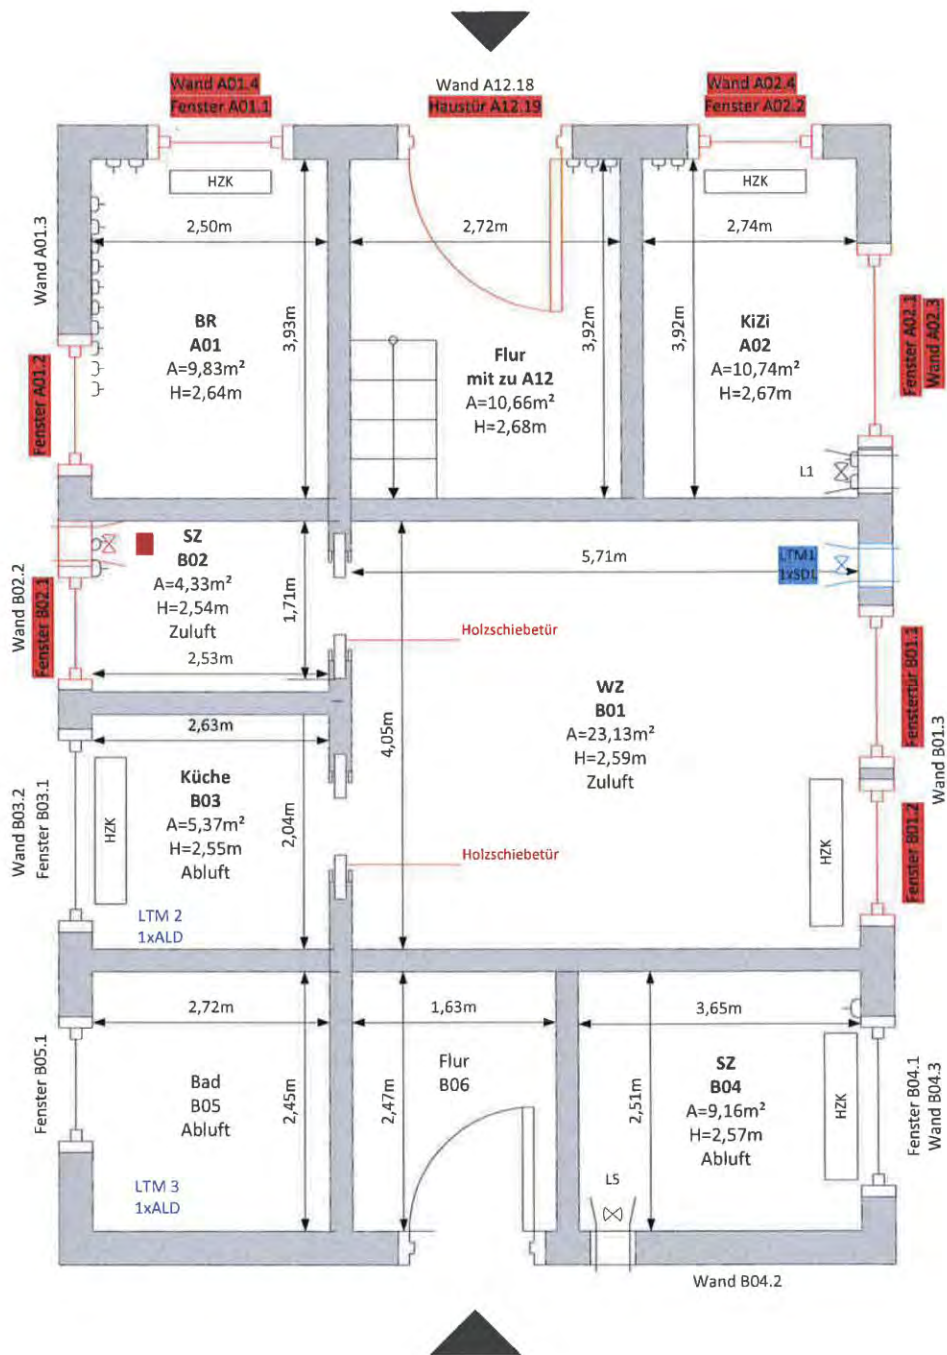 Wand A01.4
Fenster A01.1
Wand A12.18
Haustür A12.19
Wand A02.4
Fenster A02.2
HZK
HZK
Wand A01.3
2,50m
2,72m
2,74m
3,93m
3,92m
3,92m
BR
A01
A=9,83m²
H=2,64m
Flur
mit zu A12
A=10,66m²
H=2,68m
KiZi
A02
A=10,74m²
H=2,67m
Fenster A01.2
Fenster A02.1
Wand A02.3
L1
SZ
B02
A=4,33m²
H=2,54m
Zuluft
2,53m
1,71m
5,71m
LTM1
1xSDL
Wand B02.2
Fenster B02.1
Holzschiebetür
WZ
B01
A=23,13m²
H=2,59m
Zuluft
Fenstertür B01.1
Wand B01.3
Fenster B01.2
2,63m
4,05m
Küche
B03
A=5,37m²
H=2,55m
Abluft
2,04m
Wand B03.2
Fenster B03.1
HZK
HZK
Holzschiebetür
LTM 2
1xALD
2,72m
1,63m
3,65m
Fenster B05.1
Bad
B05
Abluft
2,45m
Flur
B06
2,47m
2,51m
SZ
B04
A=9,16m²
H=2,57m
Abluft
HZK
Fenster B04.1
Wand B04.3
LTM 3
1xALD
L5
Wand B04.2